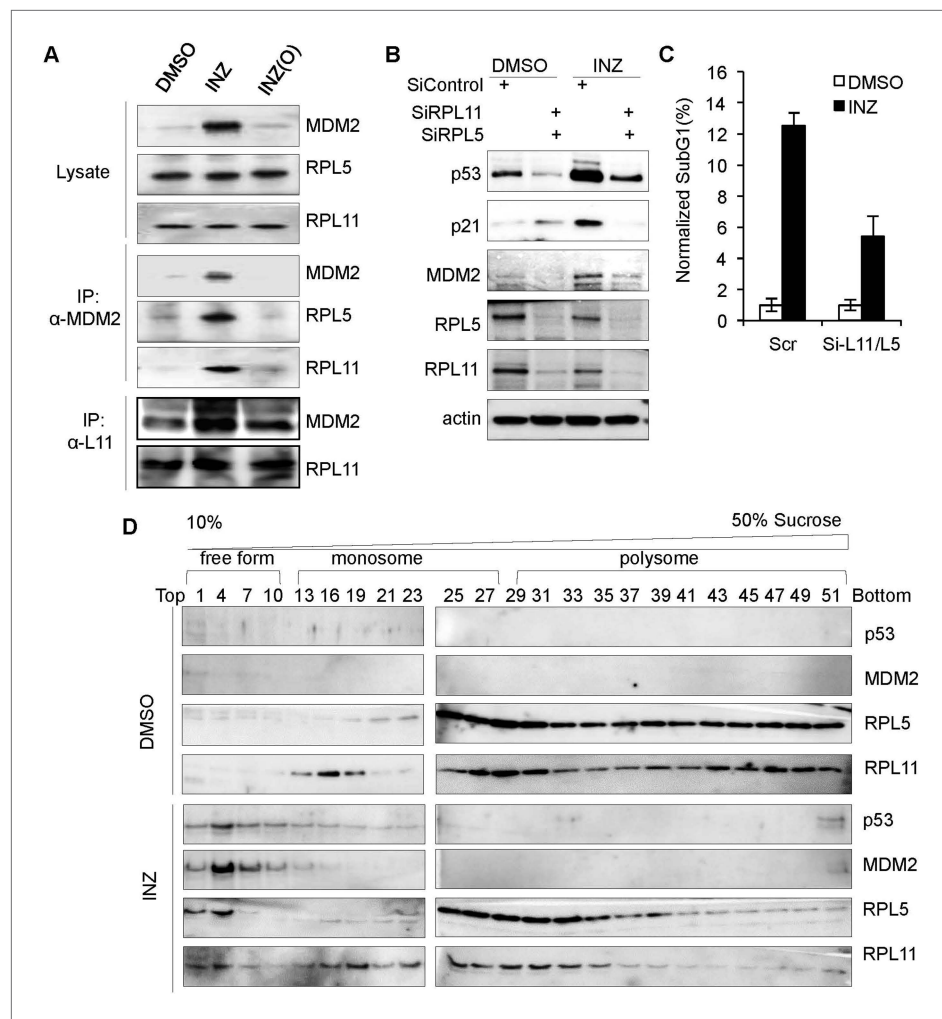 A
DMSO
INZ
INZ(O)
Lysate
MDM2
RPL5
RPL11
IP:
α-MDM2
MDM2
RPL5
RPL11
IP:
α-L11
MDM2
RPL11
B
DMSO INZ
SiControl + +
SiRPL11 + +
SiRPL5 + +
p53
p21
MDM2
RPL5
RPL11
actin
C
Normalized SubG1(%)
16
14
12
10
8
6
4
2
0
DMSO
INZ
Scr Si-L11/L5
D
10% 50% Sucrose
free form monosome polysome
Top 1 4 7 10 13 16 19 21 23 25 27 29 31 33 35 37 39 41 43 45 47 49 51 Bottom
DMSO
p53
MDM2
RPL5
RPL11
INZ
p53
MDM2
RPL5
RPL11